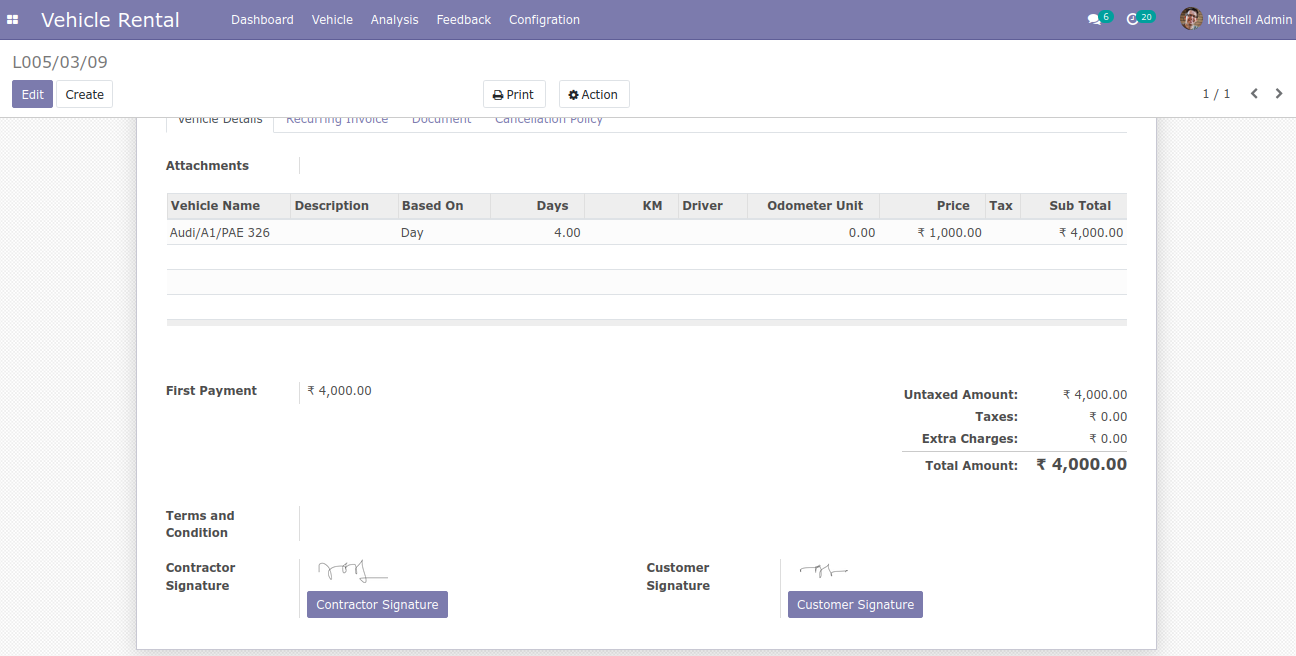 Vehicle Rental Dashboard Vehicle Analysis Feedback Configration 6 20 Mitchell Admin
L005/03/09
Edit Create Print Action 1 / 1
Vehicle Details Recurring Invoice Document Cancellation Policy
Attachments
Vehicle Name Description Based On Days KM Driver Odometer Unit Price Tax Sub Total
Audi/A1/PAE 326 Day 4.00 0.00 ₹ 1,000.00 ₹ 4,000.00
First Payment ₹ 4,000.00
Untaxed Amount: ₹ 4,000.00
Taxes: ₹ 0.00
Extra Charges: ₹ 0.00
Total Amount: ₹ 4,000.00
Terms and
Condition
Contractor
Signature
Contractor Signature
Customer
Signature
Customer Signature